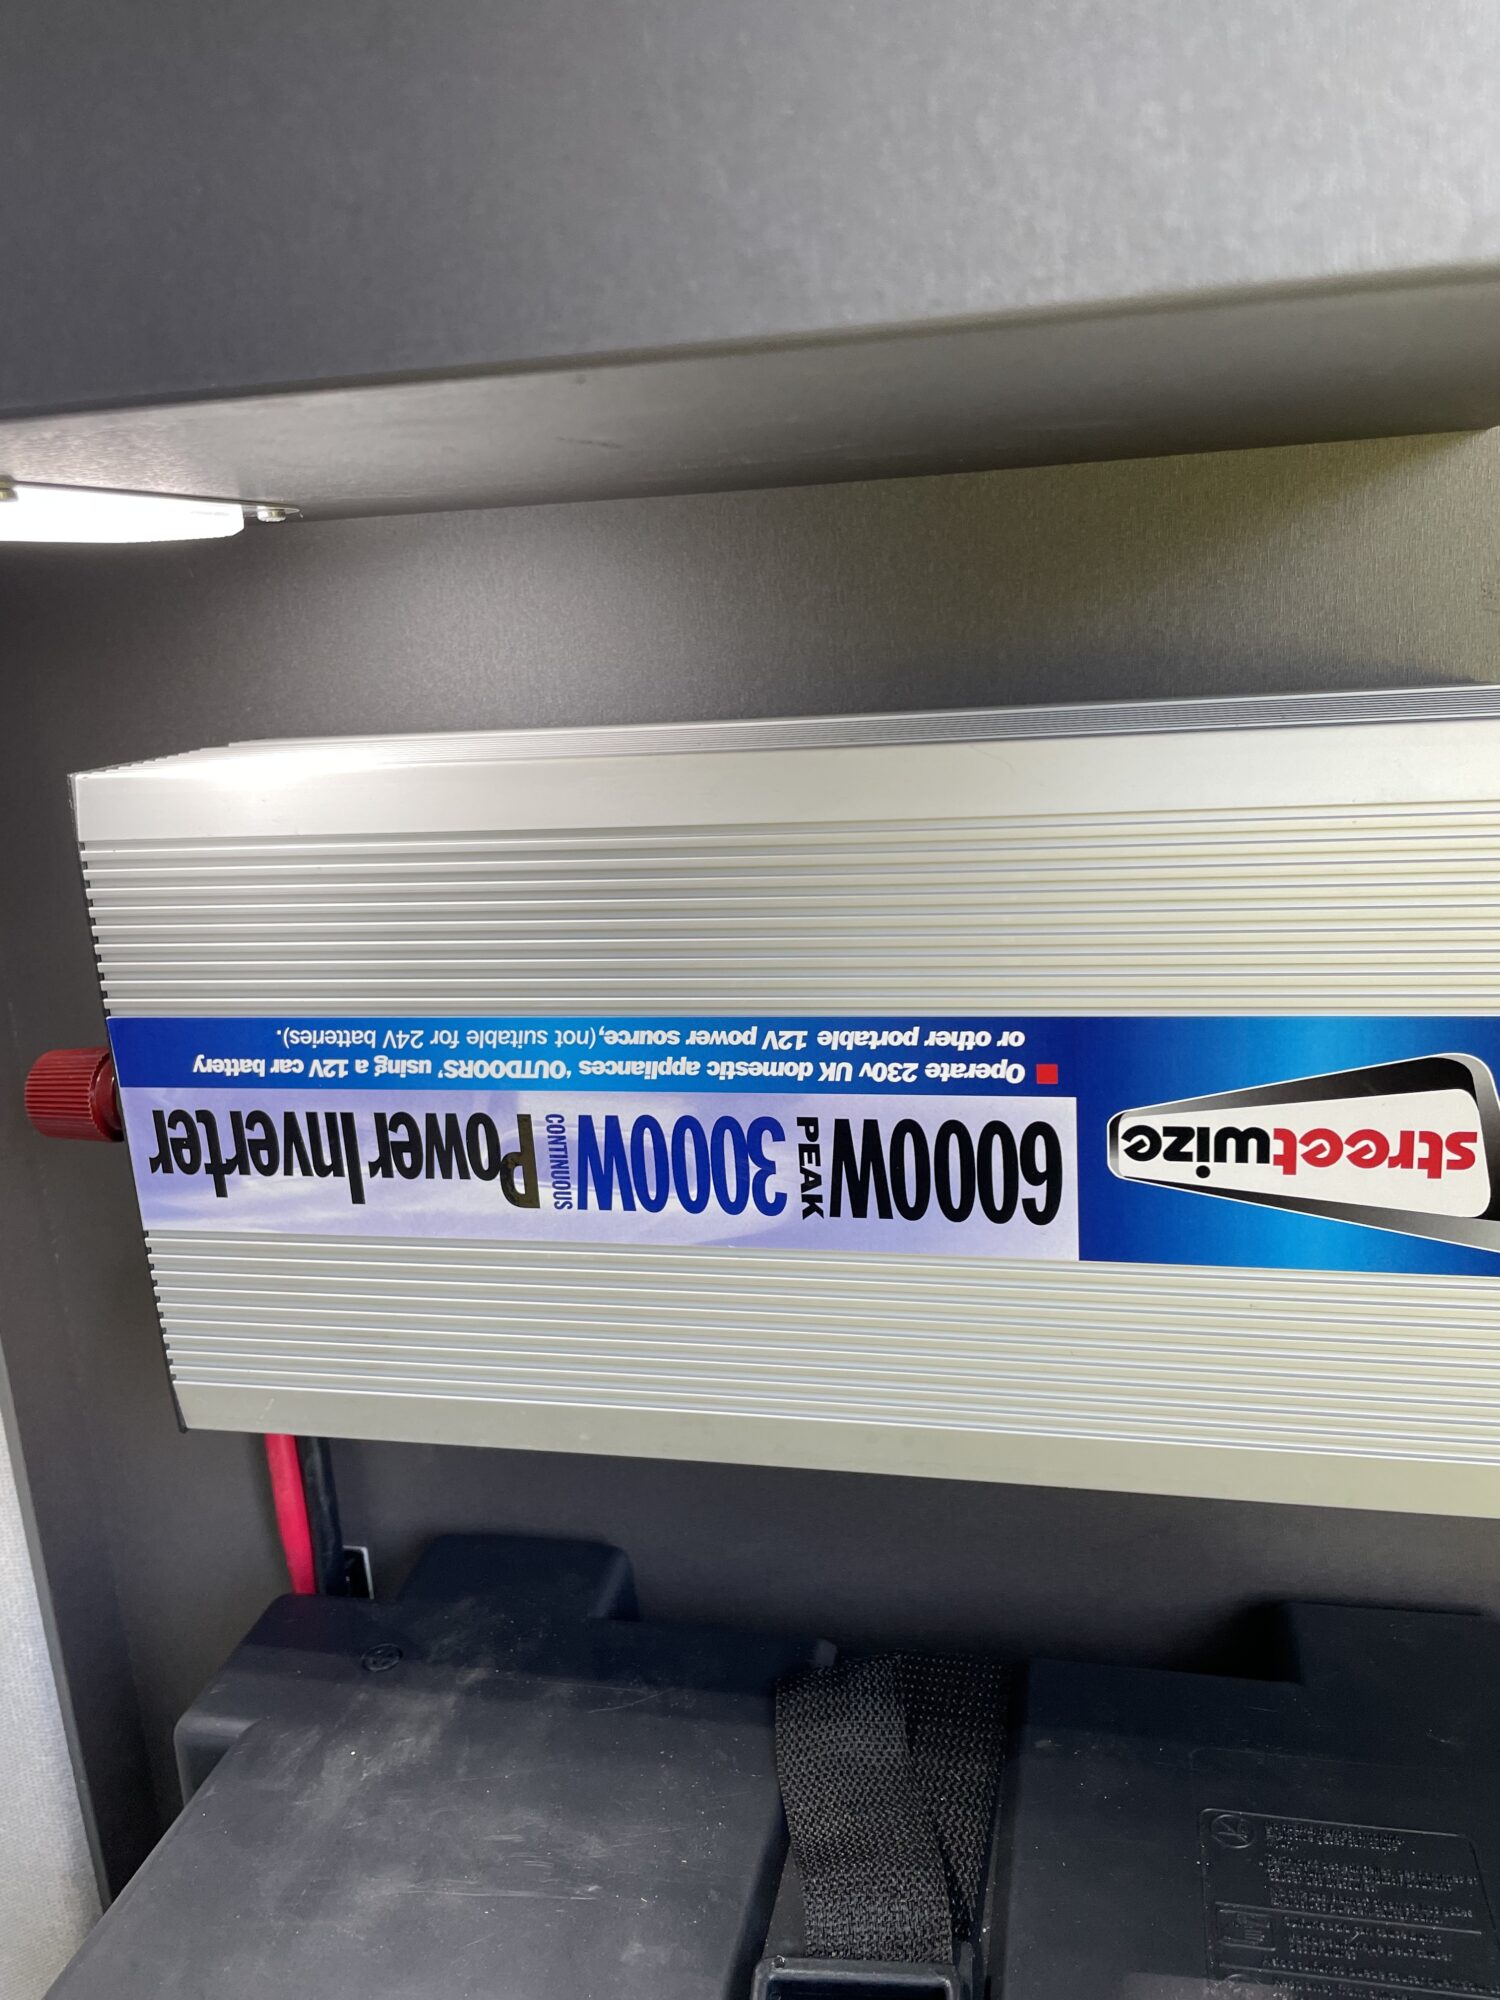 streetwize
6000W PEAK 3000W CONTINUOUS Power Inverter
Operate 230v UK domestic appliances ‘OUTDOORS’ using a 12V car battery
or other portable 12V power source, (not suitable for 24V batteries).